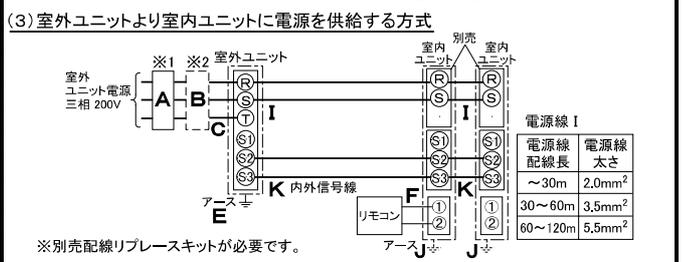 (3)室外ユニットより室内ユニットに電源を供給する方式
※1 ※2 室外ユニット
室内ユニット 別売 室内ユニット
室外ユニット電源 三相 200V
A B C
R S T S1 S2 S3
I
R S S1 S2 S3 ① ②
I
R S S1 S2 S3 ① ②
K 内外信号線
K
アース
E
F
リモコン
アース J
アース J
※別売配線リプレースキットが必要です。
電源線 I
電源線配線長 電源線太さ
～30m 2.0mm²
30～60m 3.5mm²
60～120m 5.5mm²